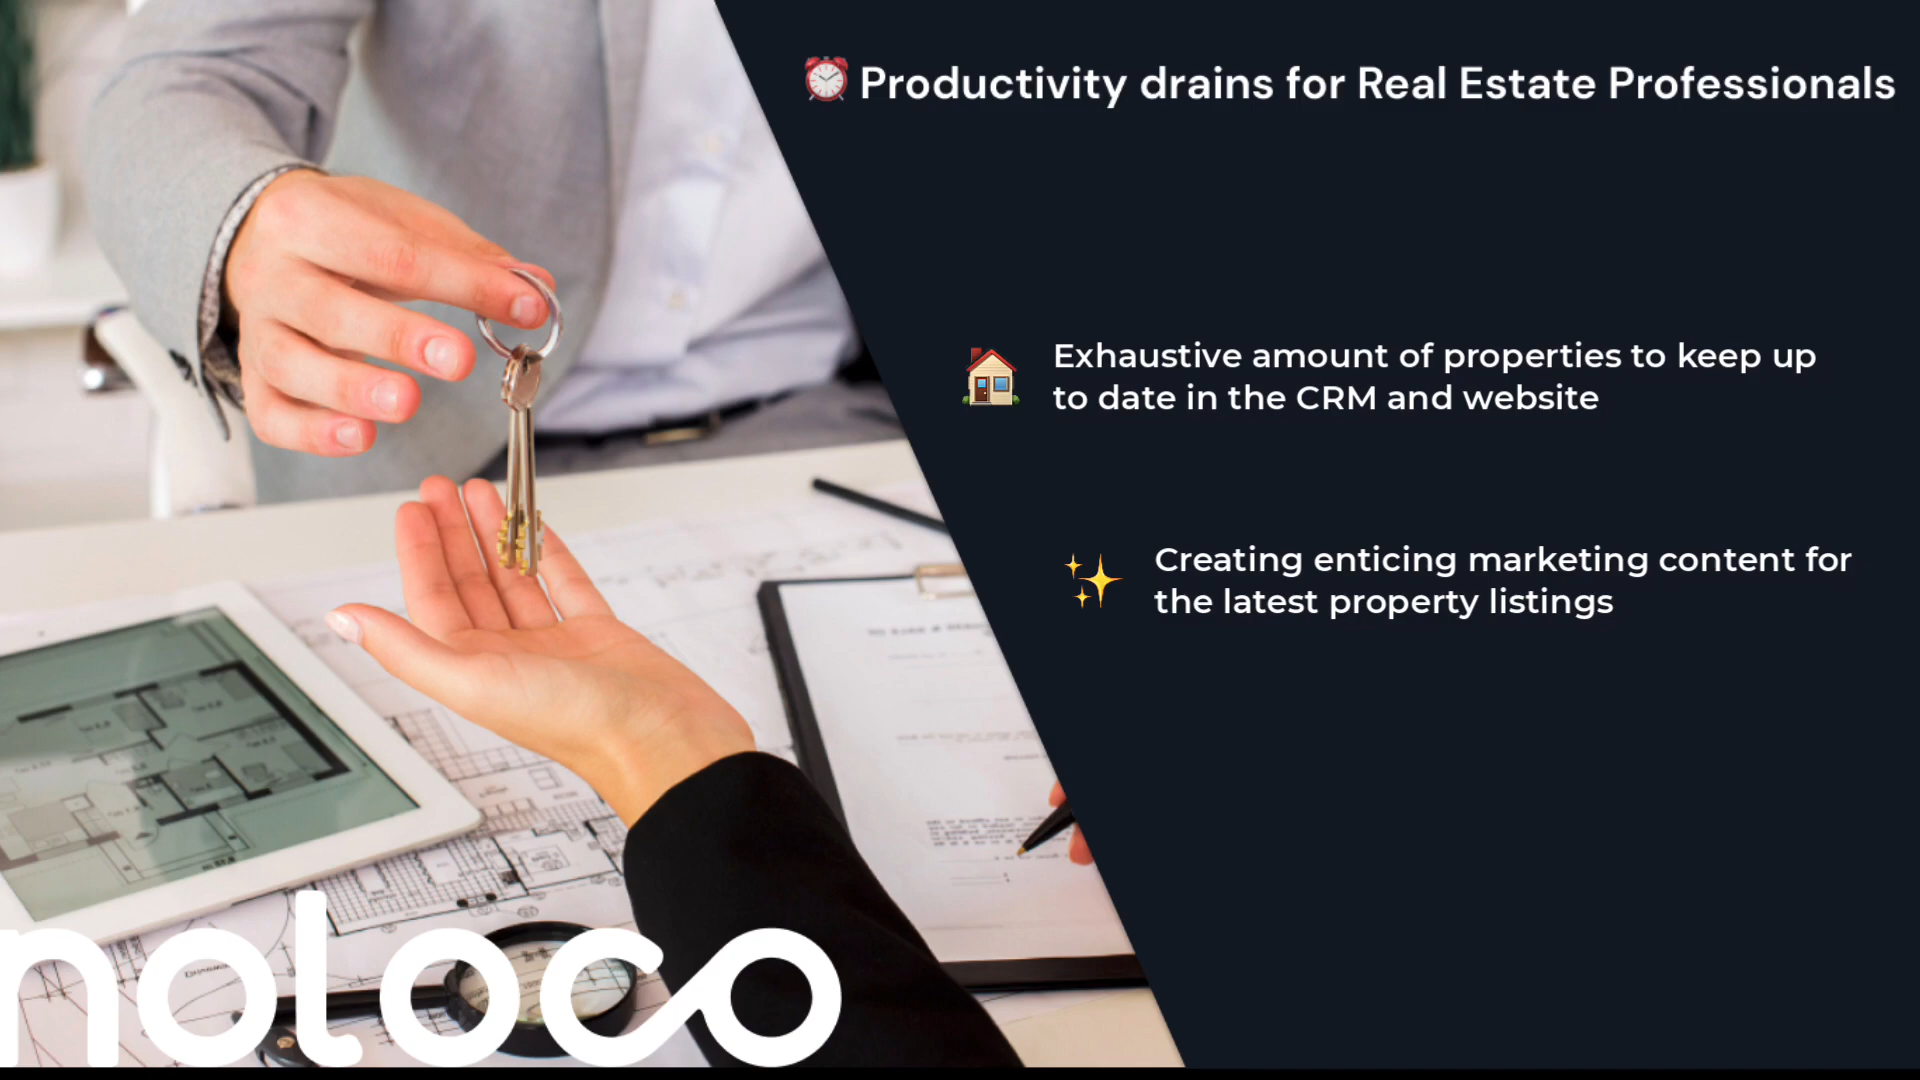 ⏰ Productivity drains for Real Estate Professionals
🏠 Exhaustive amount of properties to keep up
to date in the CRM and website
✨ Creating enticing marketing content for
the latest property listings
noloco